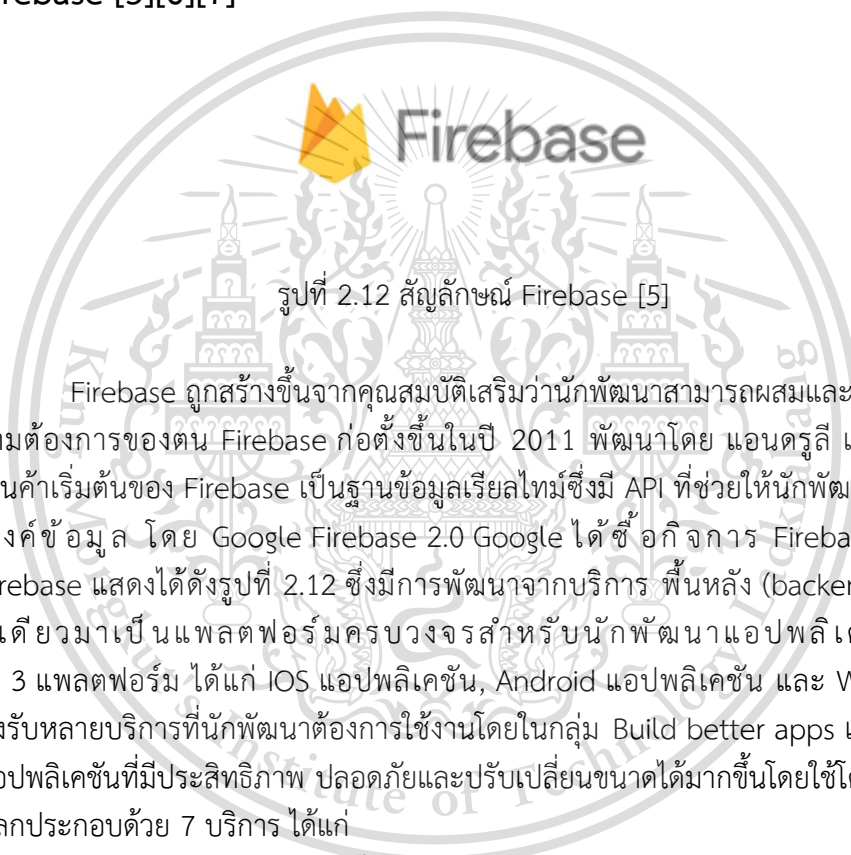 Firebase
รูปที่ 2.12 สัญลักษณ์ Firebase [5]
Firebase ถูกสร้างขึ้นจากคุณสมบัติเสริมว่านักพัฒนาสามารถผสมและ
ต้องการของตน Firebase ก่อตั้งขึ้นในปี 2011 พัฒนาโดย แอนดรูลี
เริ่มต้นของ Firebase เป็นฐานข้อมูลเรียลไทม์ซึ่งมี API ที่ช่วยให้นักพัฒ
งค์ข้อมูล โดย Google Firebase 2.0 Google ได้ซื้อกิจการ Fireba
rebase แสดงได้ดังรูปที่ 2.12 ซึ่งมีการพัฒนาจากบริการ พื้นหลัง (backer
เดียวมาเป็นแพลตฟอร์มครบวงจรสำหรับนักพัฒนาแอปพลิเค
3 แพลตฟอร์ม ได้แก่ IOS แอปพลิเคชัน, Android แอปพลิเคชัน และ W
งรับหลายบริการที่นักพัฒนาต้องการใช้งานโดยในกลุ่ม Build better apps
อปพลิเคชันที่มีประสิทธิภาพ ปลอดภัยและปรับเปลี่ยนขนาดได้มากขึ้นโดยใช้โค
ลกประกอบด้วย 7 บริการ ได้แก่